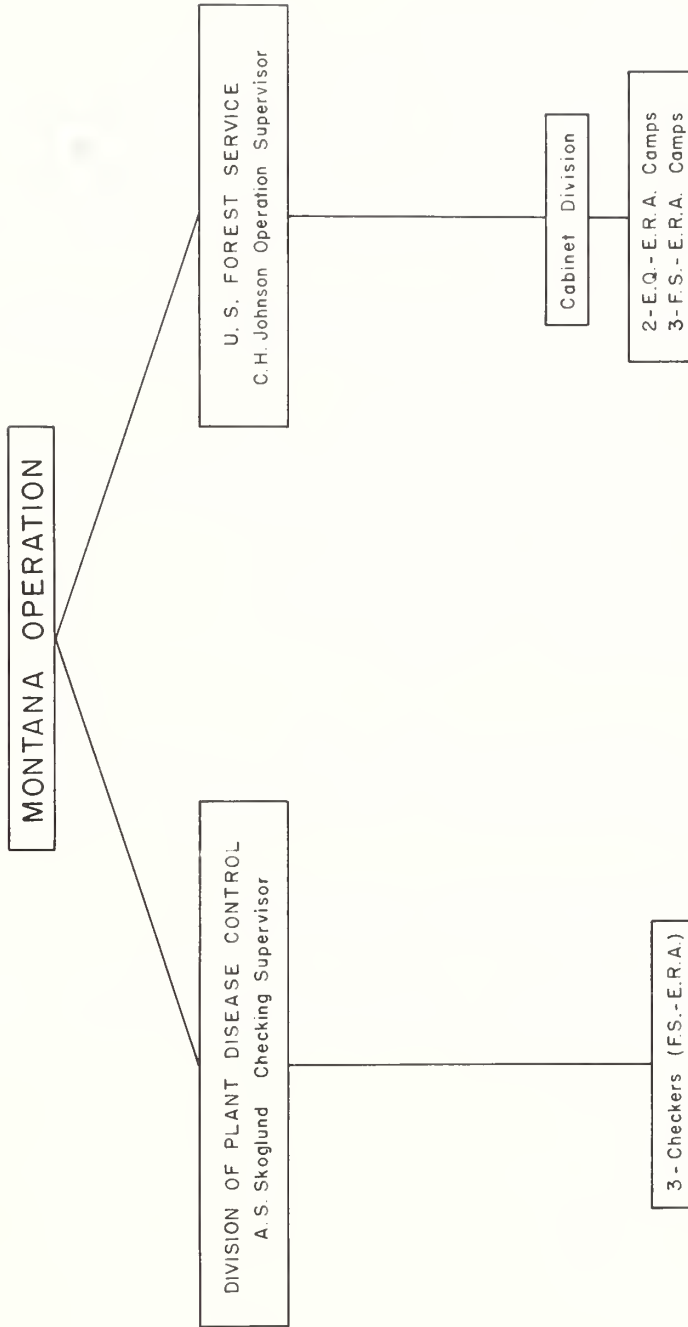 MONTANA OPERATION
DIVISION OF PLANT DISEASE CONTROL
A.S. Skoglund Checking Supervisor
U.S. FOREST SERVICE
C.H. Johnson Operation Supervisor
Cabinet Division
3-Checkers (F.S.-E.R.A.)
2-E.Q.-E.R.A. Camps
3-F.S.-E.R.A. Camps